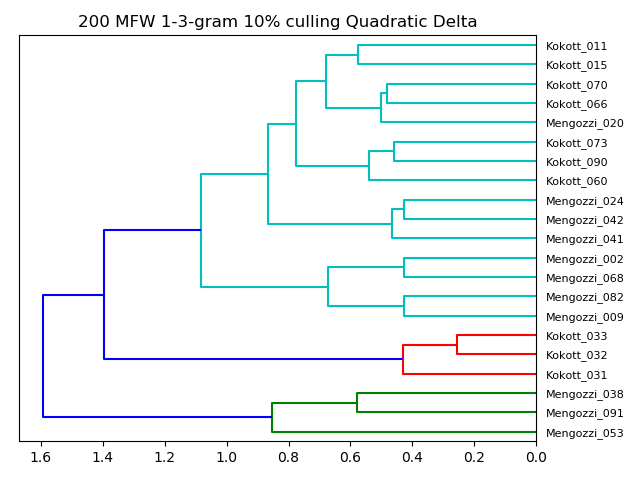 200 MFW 1-3-gram 10% culling Quadratic Delta
Kokott_011
Kokott_015
Kokott_070
Kokott_066
Mengozzi_020
Kokott_073
Kokott_090
Kokott_060
Mengozzi_024
Mengozzi_042
Mengozzi_041
Mengozzi_002
Mengozzi_068
Mengozzi_082
Mengozzi_009
Kokott_033
Kokott_032
Kokott_031
Mengozzi_038
Mengozzi_091
Mengozzi_053
1.6 1.4 1.2 1.0 0.8 0.6 0.4 0.2 0.0